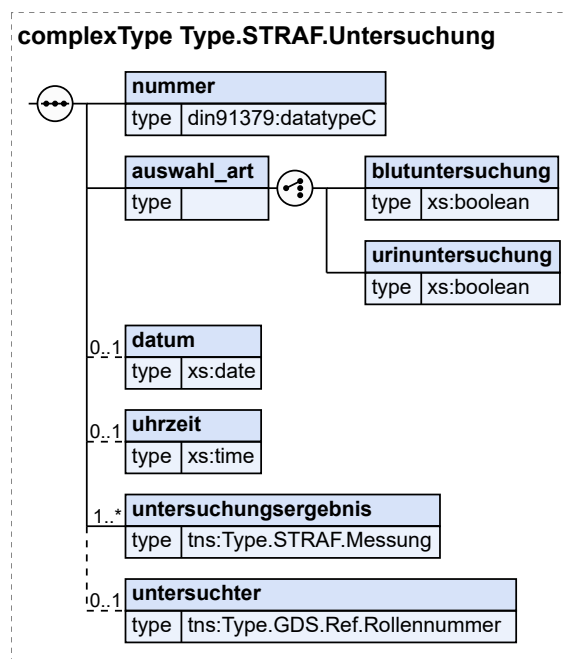 complexType Type.STRAF.Untersuchung
nummer
type din91379:datatypeC
auswahl_art
type
blutuntersuchung
type xs:boolean
urinuntersuchung
type xs:boolean
0..1
datum
type xs:date
0..1
uhrzeit
type xs:time
1..*
untersuchungsergebnis
type tns:Type.STRAF.Messung
0..1
untersuchter
type tns:Type.GDS.Ref.Rollennummer